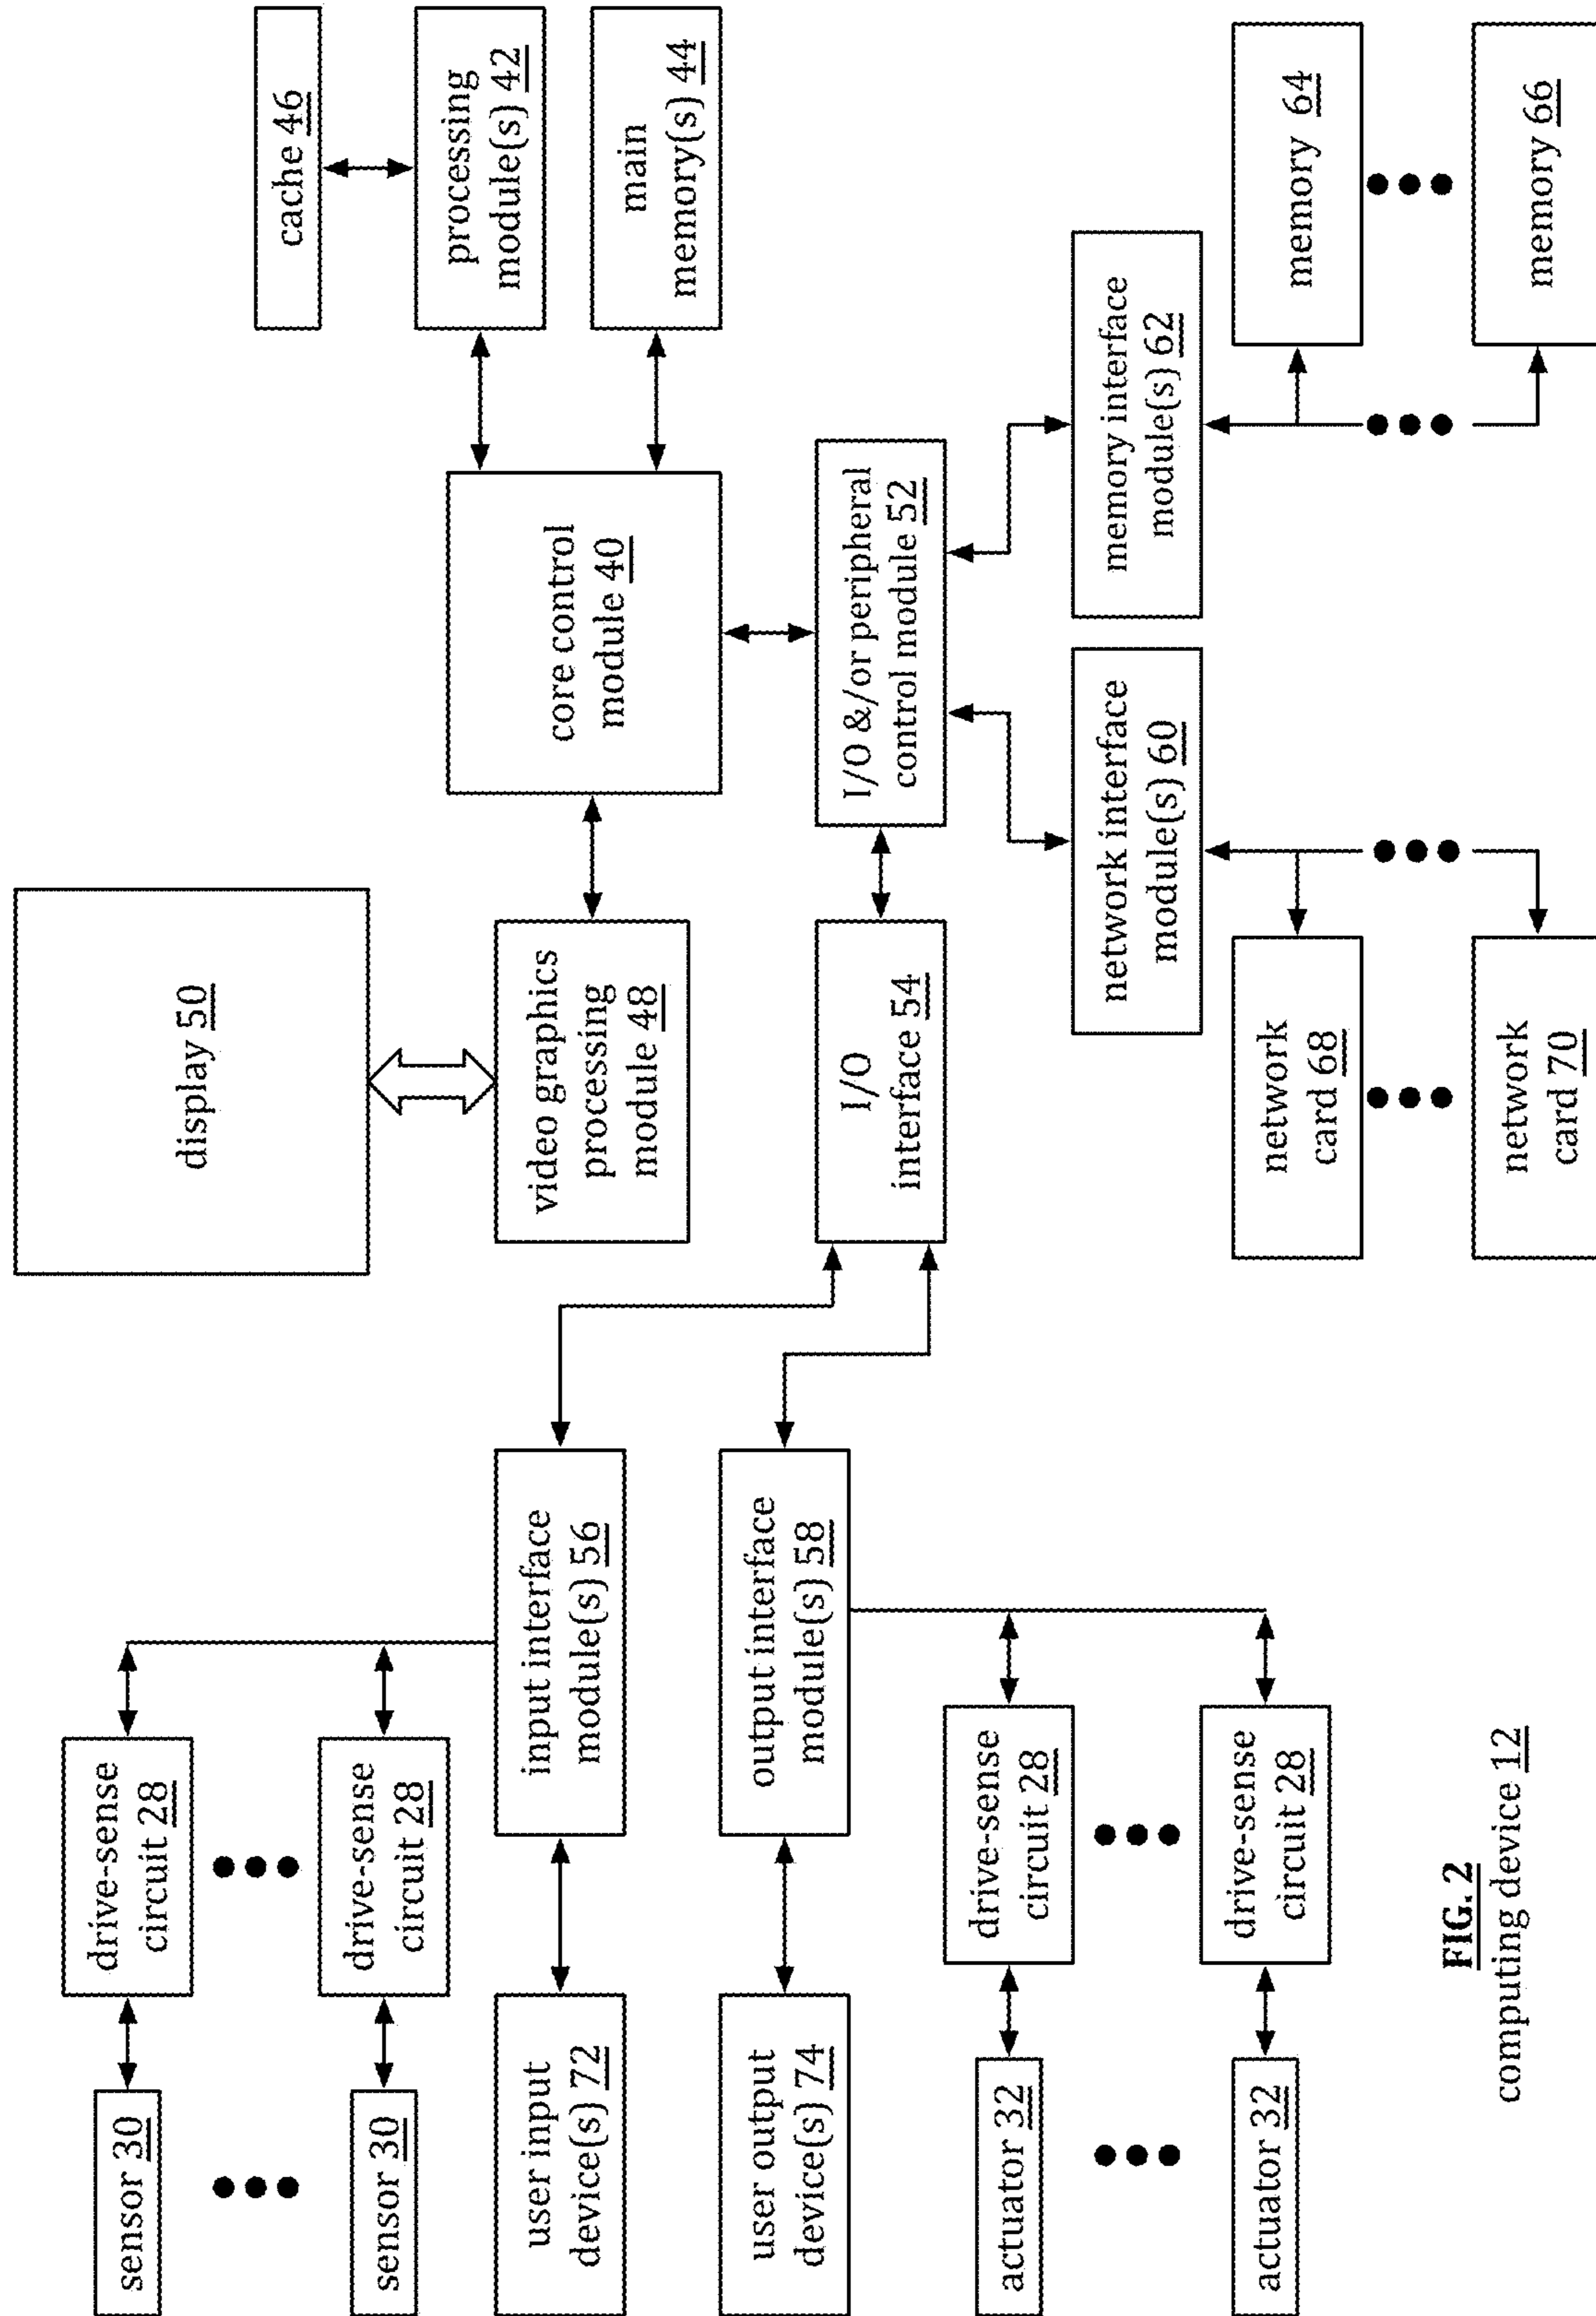 display 50
cache 46
processing
module(s) 42
main
memory(s) 44
core control
module 40
video graphics
processing
module 48
I/O &/or peripheral
control module 52
I/O
interface 54
memory interface
module(s) 62
network interface
module(s) 60
memory 64
memory 66
network
card 68
network
card 70
sensor 30
drive-sense
circuit 28
sensor 30
drive-sense
circuit 28
user input
device(s) 72
input interface
module(s) 56
user output
device(s) 74
output interface
module(s) 58
actuator 32
drive-sense
circuit 28
actuator 32
drive-sense
circuit 28
FIG. 2
computing device 12